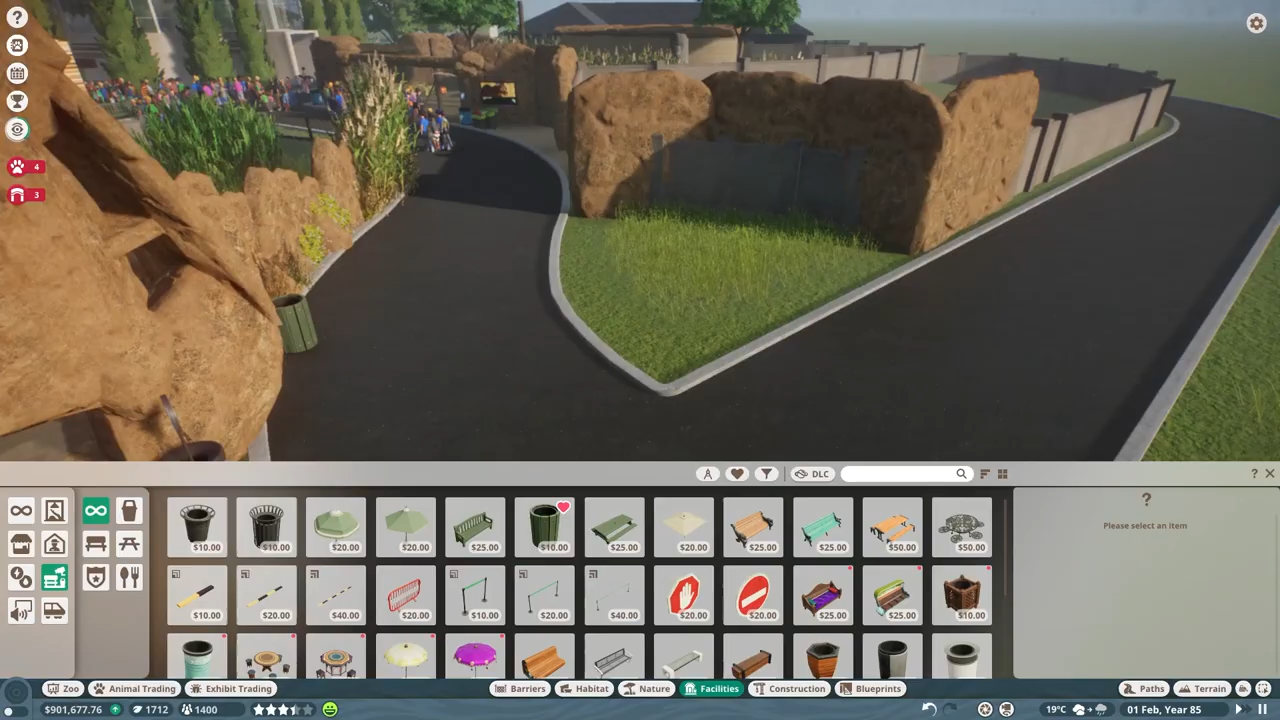 ?
4
3
DLC
? ×
$10.00 $10.00 $20.00 $20.00 $25.00 $10.00 $25.00 $20.00 $25.00 $25.00 $50.00 $50.00
$10.00 $20.00 $40.00 $20.00 $10.00 $20.00 $40.00 $20.00 $20.00 $25.00 $25.00 $10.00
?
Please select an item
Zoo Animal Trading Exhibit Trading Barriers Habitat Nature Facilities Construction Blueprints Paths Terrain
$901,677.76 1712 1400 19°C 01 Feb, Year 85